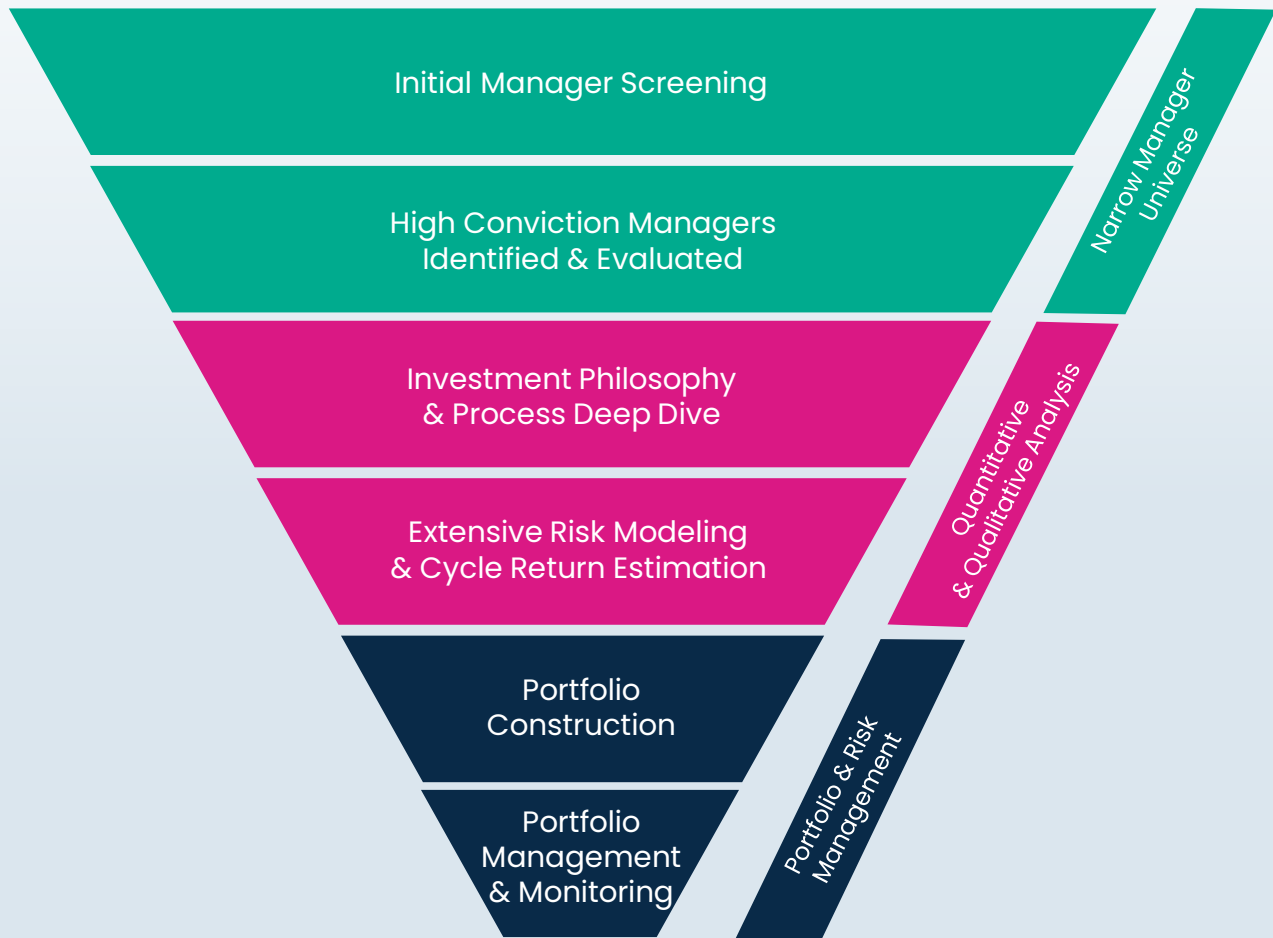 Initial Manager Screening
High Conviction Managers
Identified & Evaluated
Narrow Manager
Universe
Investment Philosophy
& Process Deep Dive
Extensive Risk Modeling
& Cycle Return Estimation
Quantitative
& Qualitative Analysis
Portfolio
Construction
Portfolio
Management
& Monitoring
Portfolio & Risk
Management